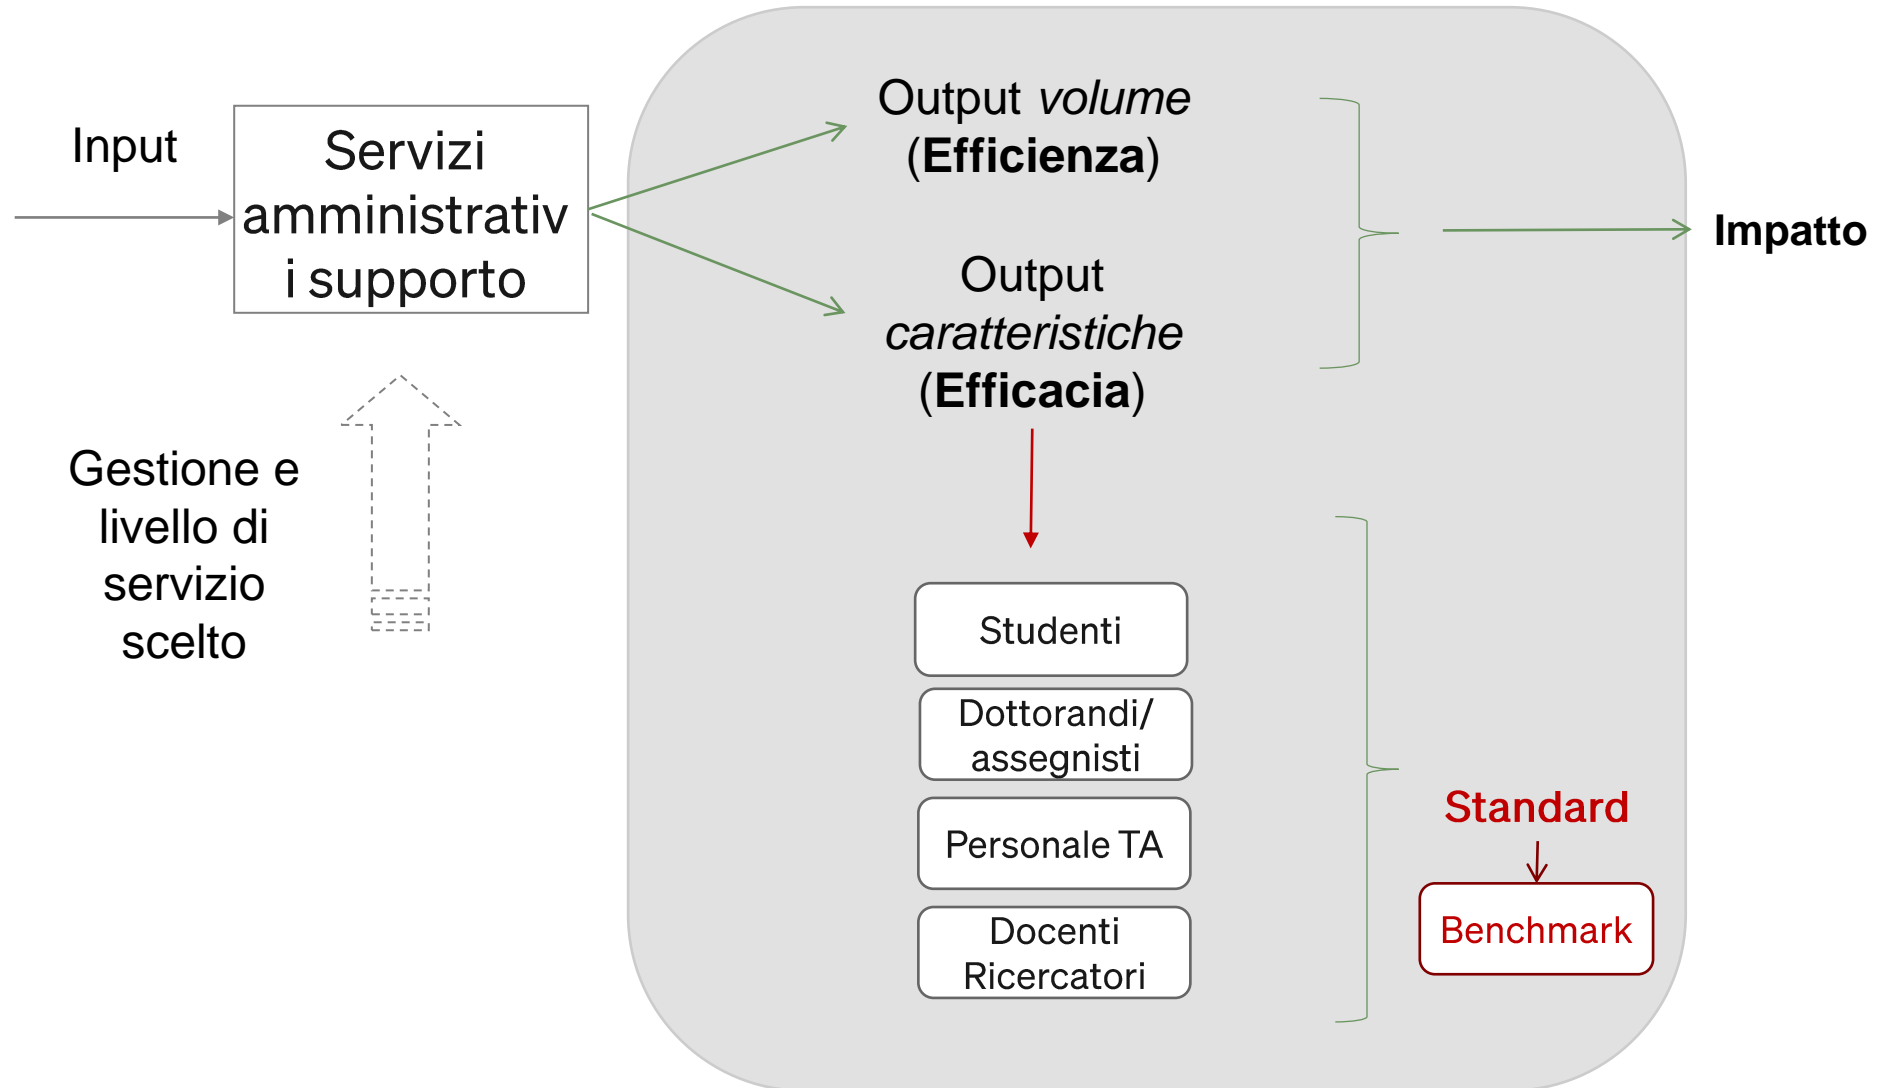 Input
Servizi
amministrativ
i supporto
Gestione e
livello di
servizio
scelto
Output volume
(Efficienza)
Output
caratteristiche
(Efficacia)
Impatto
Studenti
Dottorandi/
assegnisti
Personale TA
Docenti
Ricercatori
Standard
Benchmark